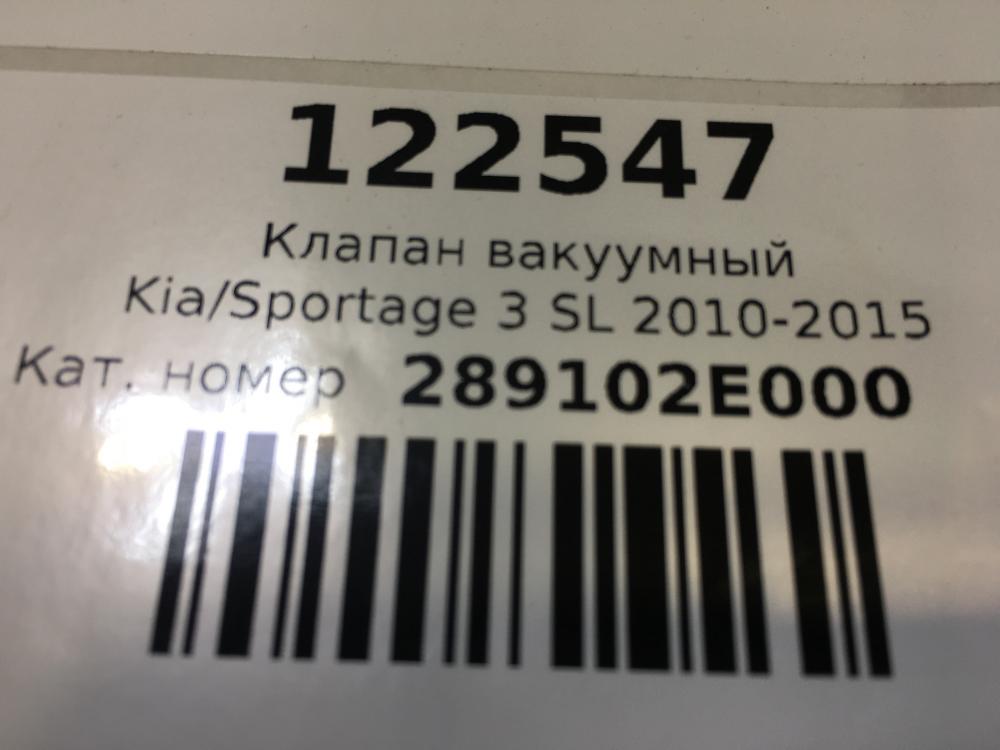 122547
Клапан вакуумный
Kia/Sportage 3 SL 2010-2015
Кат. номер 289102E000